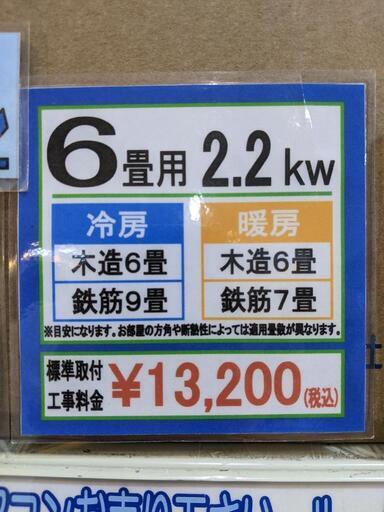 6畳用 2.2kw
冷房 暖房
木造6畳 木造6畳
鉄筋9畳 鉄筋7畳
※目安になります。お部屋の方角や断熱性によっては適用畳数が異なります。
標準取付
工事料金 ¥13,200(税込)